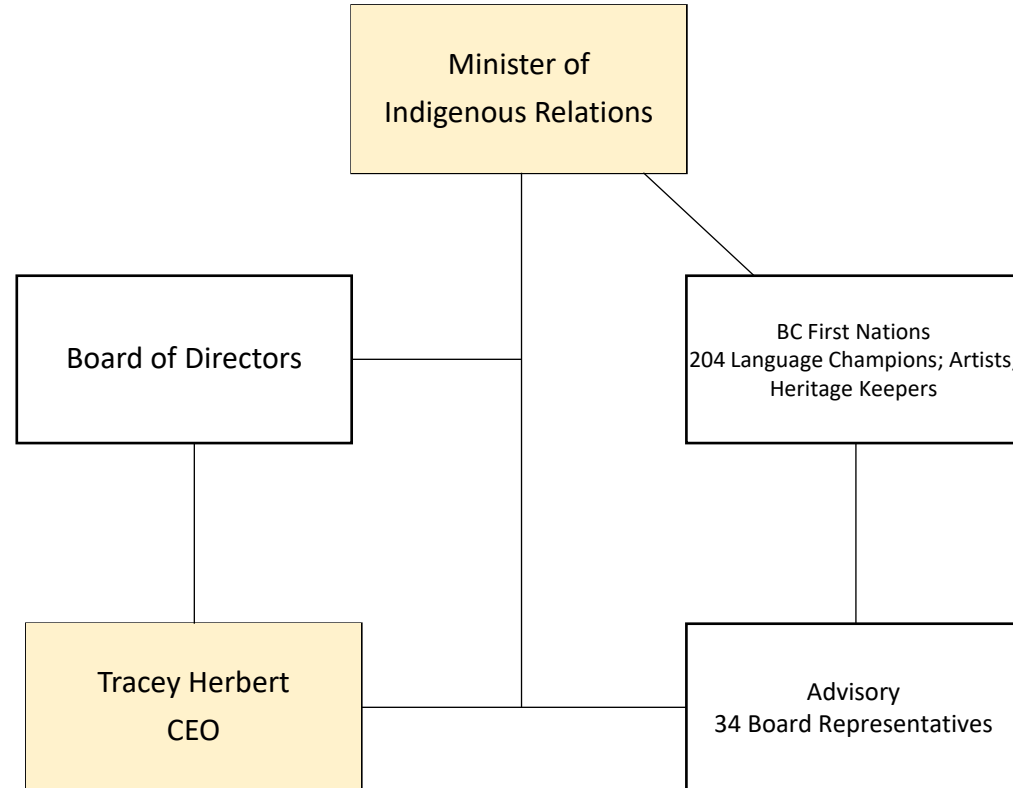 Minister of
Indigenous Relations
Board of Directors
BC First Nations
204 Language Champions; Artists;
Heritage Keepers
Tracey Herbert
CEO
Advisory
34 Board Representatives